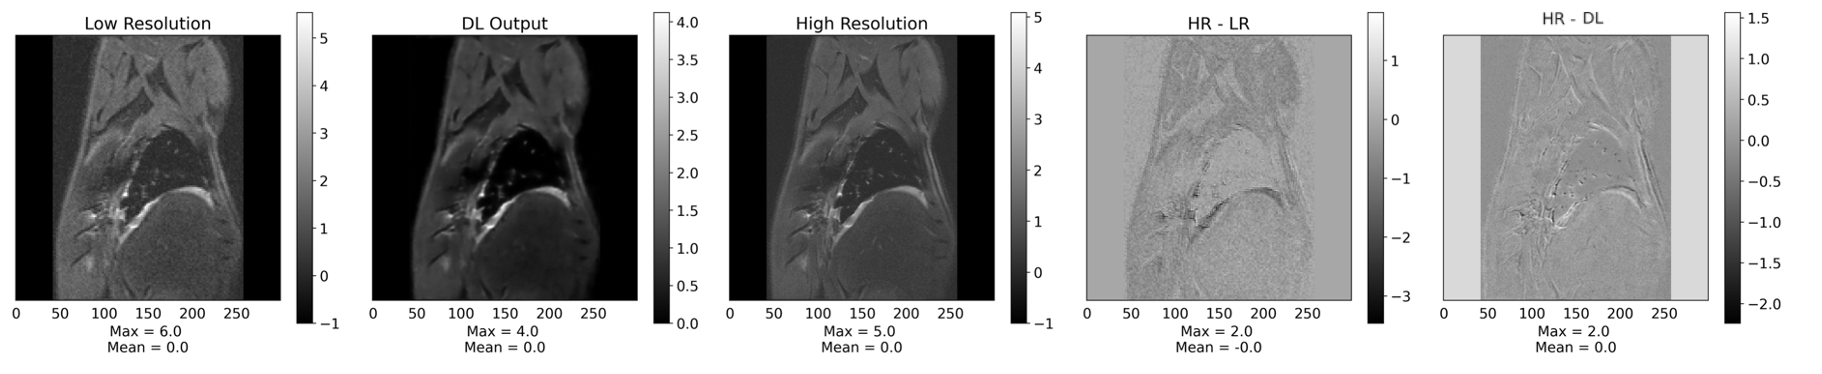 Low Resolution
5
4
3
2
1
0
−1
0 50 100 150 200 250
Max = 6.0
Mean = 0.0
DL Output
4.0
3.5
3.0
2.5
2.0
1.5
1.0
0.5
0.0
0 50 100 150 200 250
Max = 4.0
Mean = 0.0
High Resolution
5
4
3
2
1
0
−1
0 50 100 150 200 250
Max = 5.0
Mean = 0.0
HR - LR
1
0
−1
−2
−3
0 50 100 150 200 250
Max = 2.0
Mean = -0.0
HR - DL
1.5
1.0
0.5
0.0
−0.5
−1.0
−1.5
−2.0
0 50 100 150 200 250
Max = 2.0
Mean = 0.0